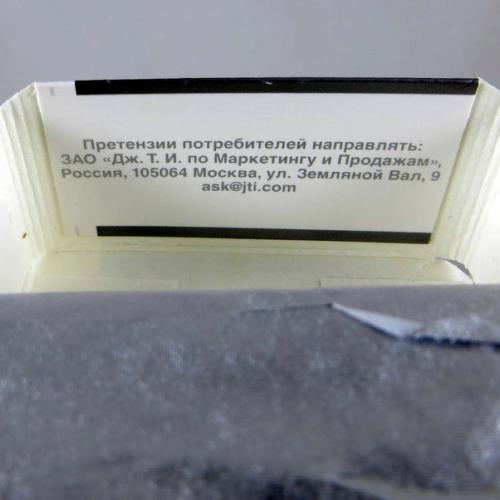 Претензии потребителей направлять:
ЗАО «Дж. Т. И. по Маркетингу и Продажам»,
Россия, 105064 Москва, ул. Земляной Вал, 9
ask@jti.com